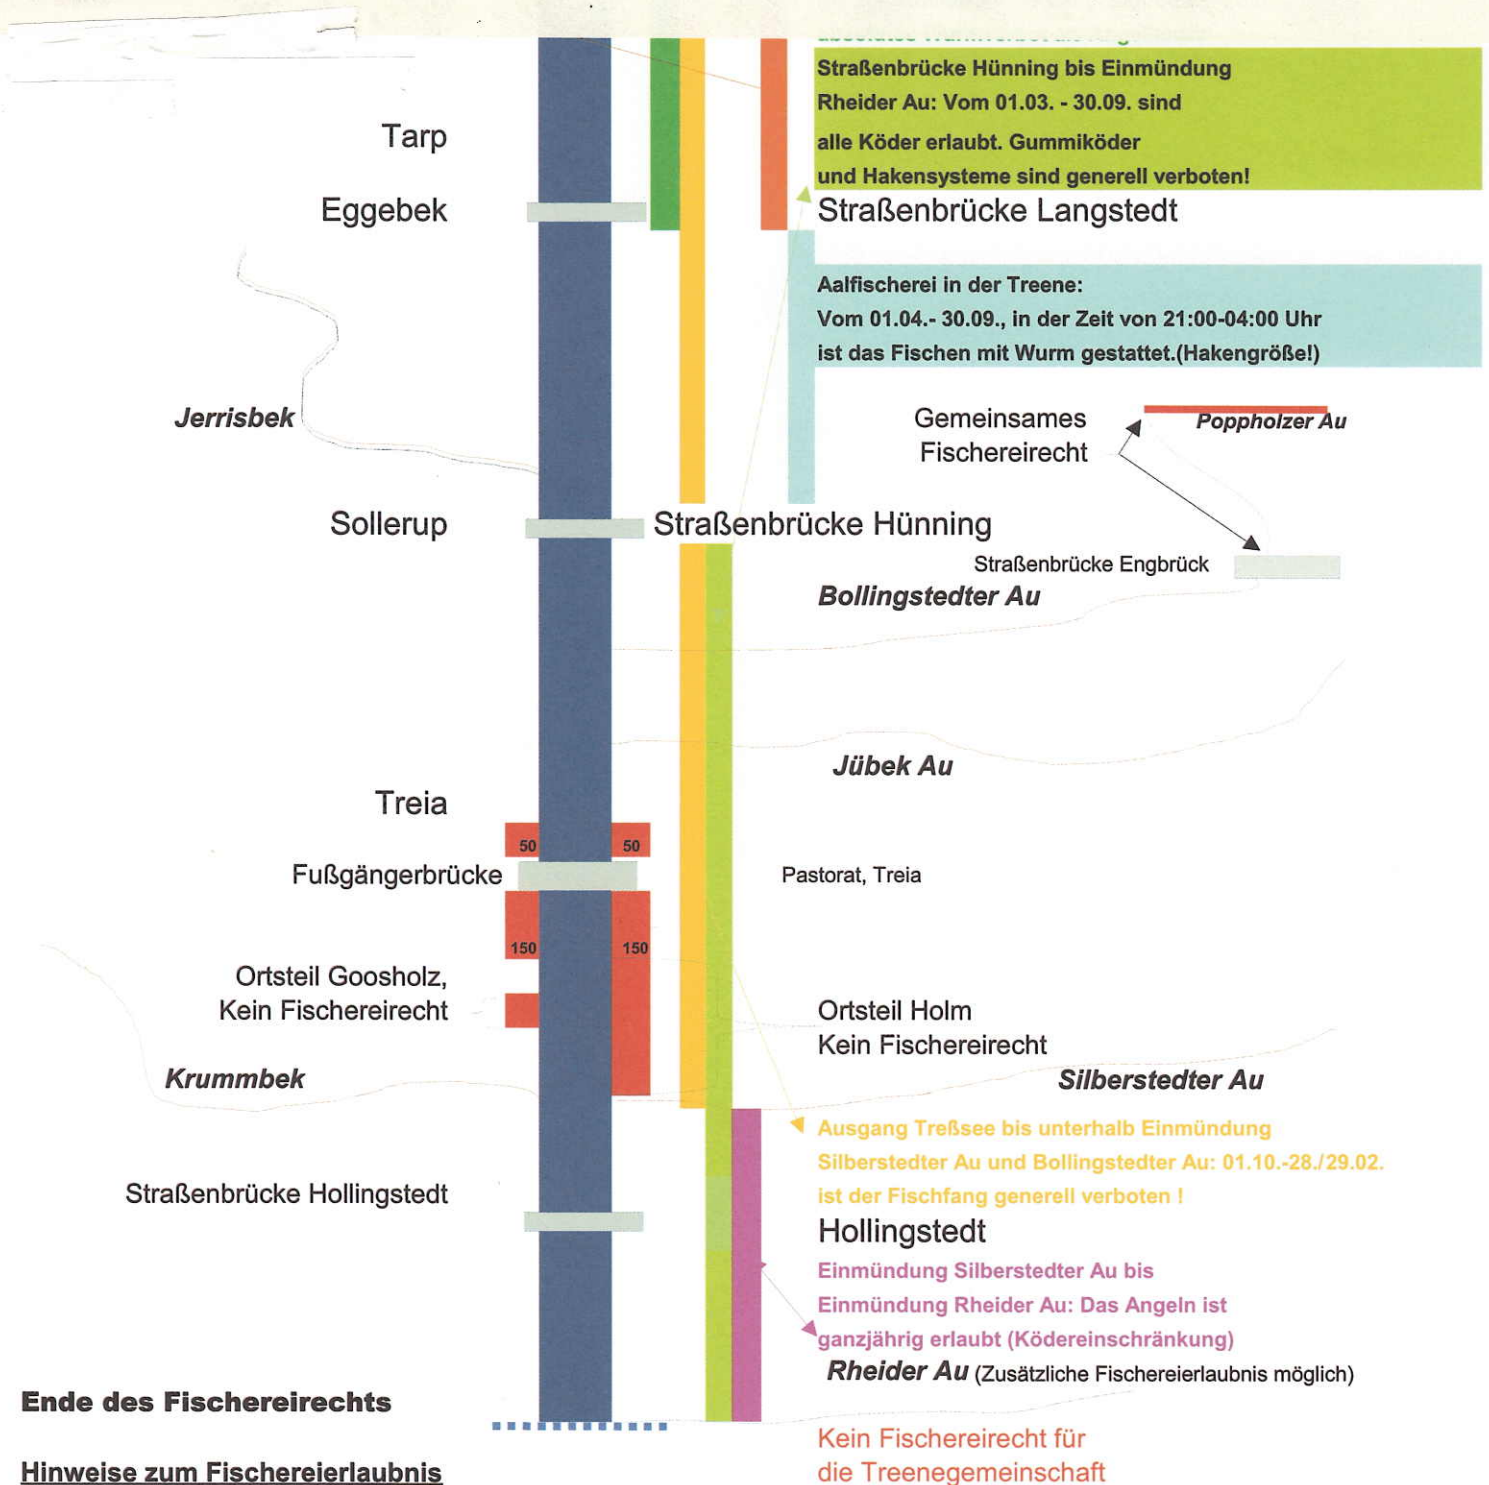 Straßenbrücke Hünning bis Einmündung
Rheider Au: Vom 01.03. - 30.09. sind
Tarp
alle Köder erlaubt. Gummiköder
und Hakensysteme sind generell verboten!
Eggebek
Straßenbrücke Langstedt
Aalfischerei in der Treene:
Vom 01.04.- 30.09., in der Zeit von 21:00-04:00 Uhr
ist das Fischen mit Wurm gestattet.(Hakengröße!)
Jerrisbek
Gemeinsames
Fischereirecht
Poppholzer Au
Sollerup
Straßenbrücke Hünning
Straßenbrücke Engbrück
Bollingstedter Au
Jübek Au
Treia
50
50
Fußgängerbrücke
Pastorat, Treia
150
150
Ortsteil Goosholz,
Kein Fischereirecht
Ortsteil Holm
Kein Fischereirecht
Krummbek
Silberstedter Au
Ausgang Treßsee bis unterhalb Einmündung
Silberstedter Au und Bollingstedter Au: 01.10.-28./29.02.
ist der Fischfang generell verboten !
Straßenbrücke Hollingstedt
Hollingstedt
Einmündung Silberstedter Au bis
Einmündung Rheider Au: Das Angeln ist
ganzjährig erlaubt (Ködereinschränkung)
Rheider Au (Zusätzliche Fischereierlaubnis möglich)
Ende des Fischereirechts
Kein Fischereirecht für
die Treenegemeinschaft
Hinweise zum Fischereierlaubnis